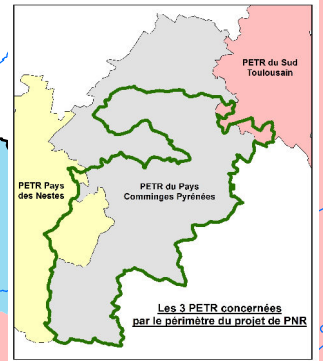 PETR du Sud
Toulousain
PETR Pays
des Nestes
PETR du Pays
Comminges Pyrénées
Les 3 PETR concernées
par le périmètre du projet de PNR